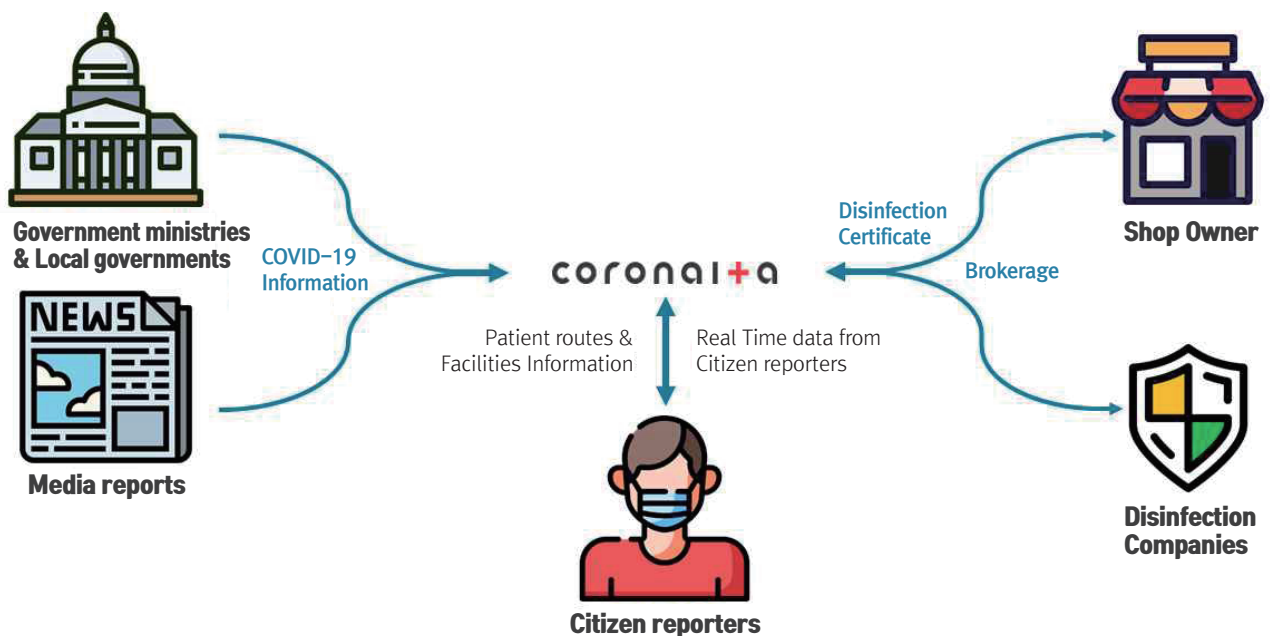 Government ministries
& Local governments
COVID-19
Information
NEWS
Media reports
coronaita
Patient routes &
Facilities Information
Real Time data from
Citizen reporters
Citizen reporters
Disinfection
Certificate
Brokerage
Shop Owner
Disinfection
Companies